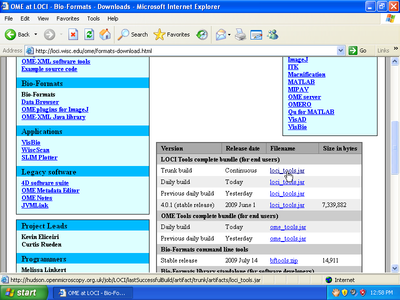 OME at LOCI - Bio-Formats - Downloads - Microsoft Internet Explorer
File Edit View Favorites Tools Help
Back Search Favorites
Address http://loci.wisc.edu/ome/formats-download.html Go Links
OME-XML software tools
Example source code
Bio-Formats
Bio-Formats
Data Browser
OME plugins for ImageJ
OME-XML Java library
Applications
VisBio
WiscScan
SLIM Plotter
Legacy software
4D software suite
OME Metadata Editor
OME Notes
JVMLink
Project Leads
Kevin Eliceiri
Curtis Rueden
Programmers
Melissa Linkert
ImageJ
ITK
Macnification
MATLAB
MIPAV
OME server
OMERO
Qu for MATLAB
VisAD
VisBio
Version Release date Filename Size in bytes
LOCI Tools complete bundle (for end users)
Trunk build Continuous loci_tools.jar
Daily build Today loci_tools.jar
Previous daily build Yesterday loci_tools.jar
4.0.1 (stable release) 2009 June 1 loci_tools.jar 7,339,882
OME Tools complete bundle (for end users)
Daily build Today ome_tools.jar
Previous daily build Yesterday ome_tools.jar
Bio-Formats command line tools
Stable release 2009 July 14 bftools.zip 14,911
Bio-Formats library standalone (for software developers)
http://hudson.openmicroscopy.org.uk/job/LOCI/lastSuccessfulBuild/artifact/trunk/artifacts/loci_tools.jar Internet
start OME at LOCI - Bio-Fo... 12:58 PM